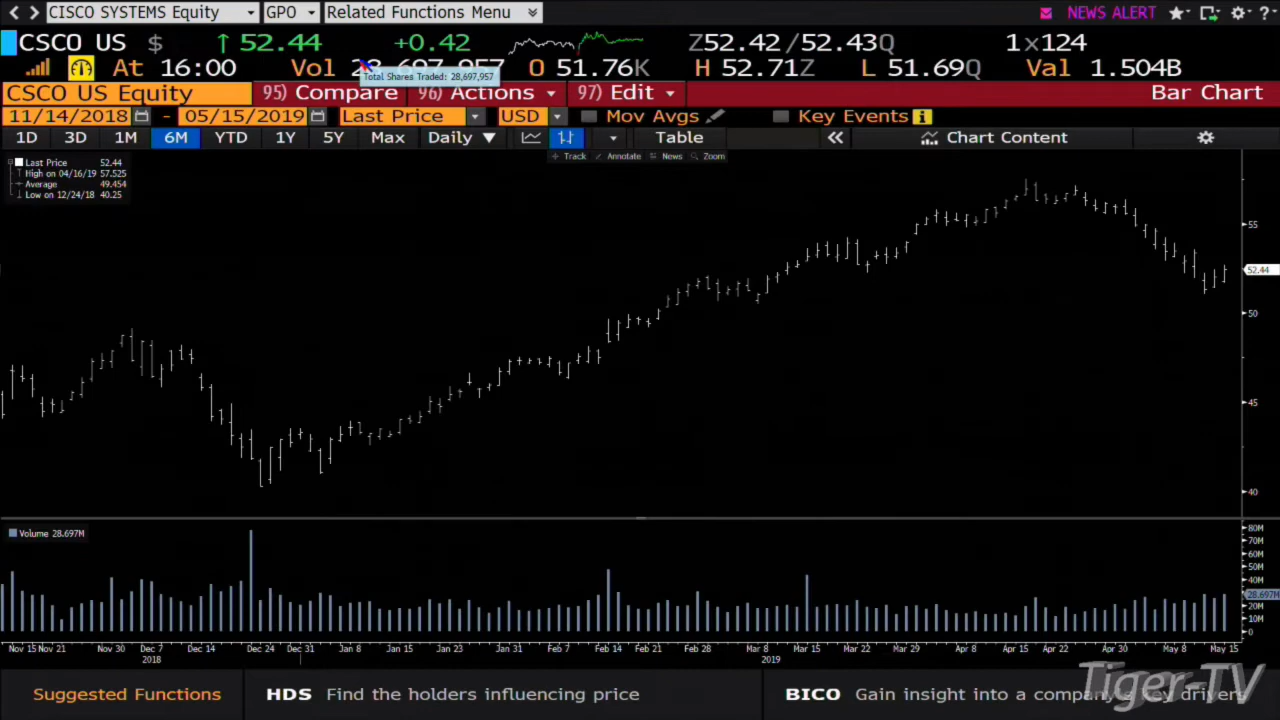 CISCO SYSTEMS Equity GPO Related Functions Menu NEWS ALERT ?
CSCO US $ ↑ 52.44 +0.42 Z52.42 /52.43Q 1x124
At 16:00 Vol O 51.76K H 52.71Z L 51.69Q Val 1.504B
Total Shares Traded: 28,697,957
CSCO US Equity 95) Compare 96) Actions 97) Edit Bar Chart
11/14/2018 - 05/15/2019 Last Price USD Mov Avgs Key Events i
1D 3D 1M 6M YTD 1Y 5Y Max Daily ▼ Table « Chart Content
Track Annotate News Zoom
Last Price 52.44
High on 04/16/19 57.525
Average 49.454
Low on 12/24/18 40.25
55
52.44
50
45
40
Volume 28.697M
80M
70M
60M
50M
40M
28.697M
20M
10M
0
Nov 15 Nov 21 Nov 30 Dec 7 Dec 14 Dec 24 Dec 31 Jan 8 Jan 15 Jan 23 Jan 31 Feb 7 Feb 14 Feb 21 Feb 28 Mar 8 Mar 15 Mar 22 Mar 29 Apr 8 Apr 15 Apr 22 Apr 30 May 8 May 15
2018 2019
Suggested Functions HDS Find the holders influencing price BICO Gain insight into a company's key drivers
Tiger-TV